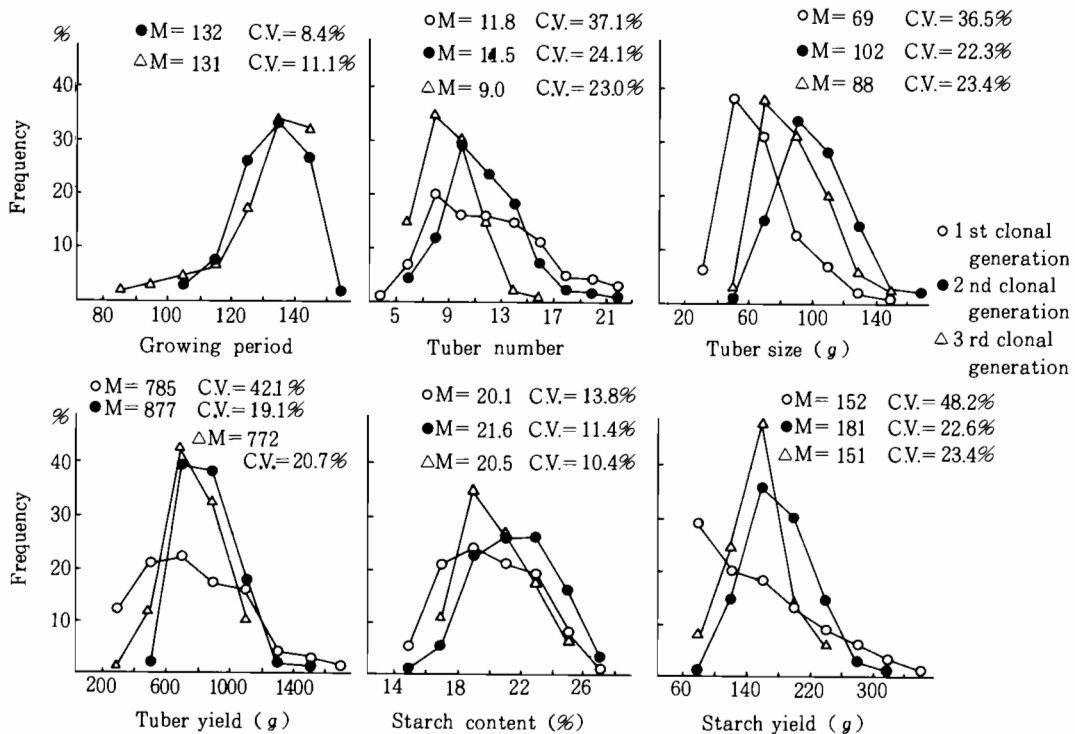 % ●M= 132 C.V.= 8.4%
△M= 131 C.V.= 11.1%
40
30
20
10
Frequency
80 100 120 140
Growing period
○M= 11.8 C.V.= 37.1%
●M= C.V.= 24.1%
△M= 9.0 C.V.= 23.0%
5 9 13 17 21
Tuber number
○M= 69 C.V.= 36.5%
●M= 102 C.V.= 22.3%
△M= 88 C.V.= 23.4%
20 60 100 140
Tuber size (g)
○ 1 st clonal
generation
● 2 nd clonal
generation
△ 3 rd clonal
generation
○M= 785 C.V.= 42.1%
●M= 877 C.V.= 19.1%
△M= 772
C.V.= 20.7%
%
40
30
20
10
Frequency
200 600 1000 1400
Tuber yield (g)
○M= 20.1 C.V.= 13.8%
●M= 21.6 C.V.= 11.4%
△M= 20.5 C.V.= 10.4%
14 18 22 26
Starch content (%)
○M= 152 C.V.= 48.2%
●M= 181 C.V.= 22.6%
△M= 151 C.V.= 23.4%
60 140 220 300
Starch yield (g)